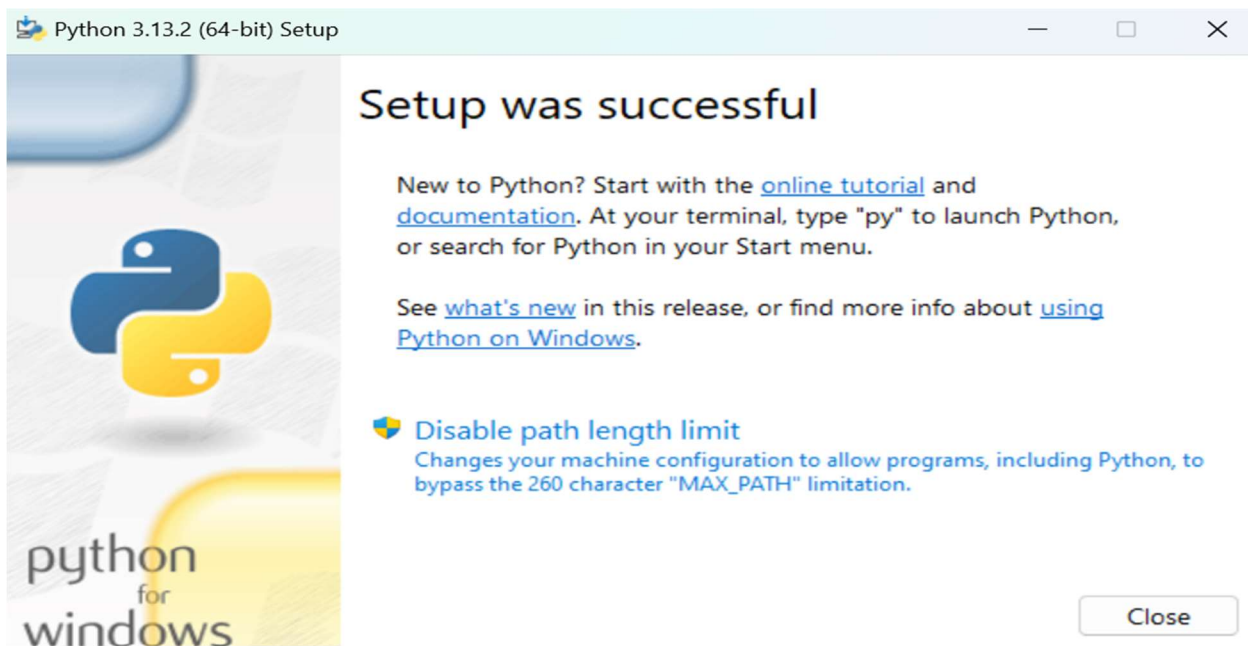 Python 3.13.2 (64-bit) Setup
Setup was successful
New to Python? Start with the online tutorial and
documentation. At your terminal, type "py" to launch Python,
or search for Python in your Start menu.
See what's new in this release, or find more info about using
Python on Windows.
Disable path length limit
Changes your machine configuration to allow programs, including Python, to
bypass the 260 character "MAX_PATH" limitation.
python
for
windows
Close